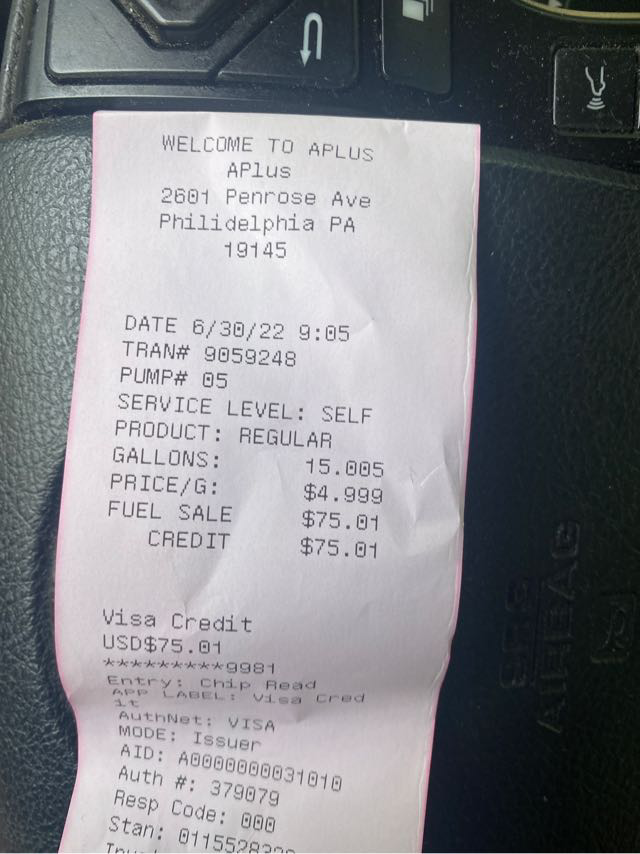 WELCOME TO APLUS
APlus
2601 Penrose Ave
Philidelphia PA
19145
DATE 6/30/22 9:05
TRAN# 9059248
PUMP# 05
SERVICE LEVEL: SELF
PRODUCT: REGULAR
GALLONS: 15.005
PRICE/G: $4.999
FUEL SALE $75.01
CREDIT $75.01
Visa Credit
USD$75.01
*********9981
Entry: Chip Read
APP LABEL: Visa Cred
it
AuthNet: VISA
MODE: Issuer
AID: A0000000031010
Auth #: 379079
Resp Code: 000
Stan:
SRS
AIRBAG